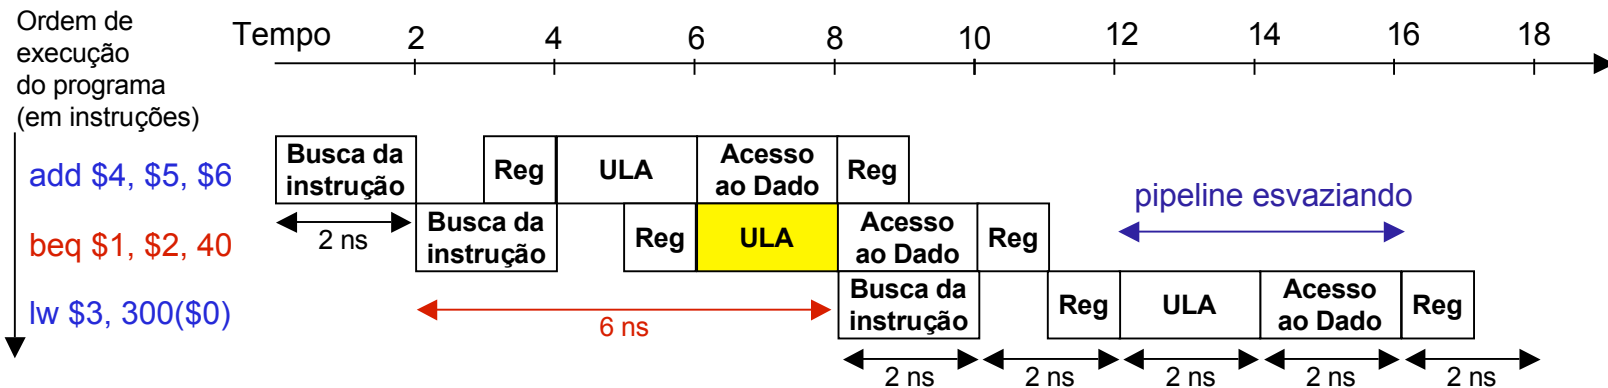 Ordem de
execução
do programa
(em instruções)
Tempo 2 4 6 8 10 12 14 16 18
add $4, $5, $6
Busca da
instrução
Reg
ULA
Acesso
ao Dado
Reg
2 ns
pipeline esvaziando
beq $1, $2, 40
Busca da
instrução
Reg
ULA
Acesso
ao Dado
Reg
lw $3, 300($0)
6 ns
Busca da
instrução
Reg
ULA
Acesso
ao Dado
Reg
2 ns 2 ns 2 ns 2 ns 2 ns